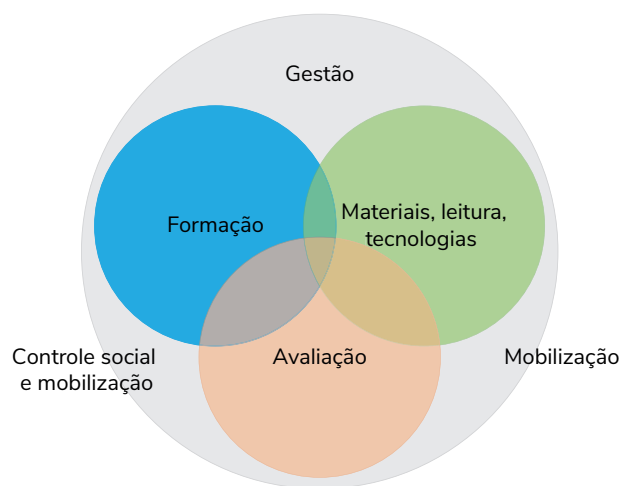 Gestão
Formação
Materiais, leitura,
tecnologias
Controle social
e mobilização
Avaliação
Mobilização